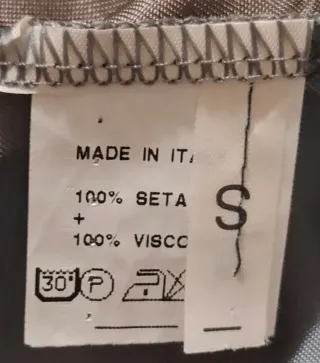 MADE IN ITA
100% SETA
+
100% VISCO
S
30° P